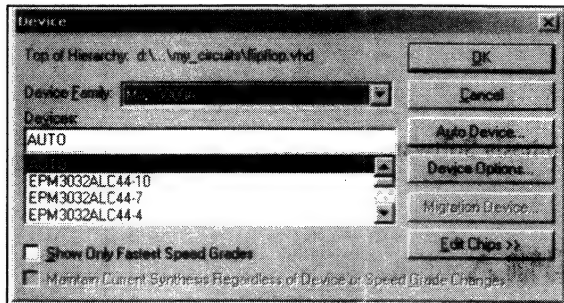 Device
Top of Hierarchy: d:\..\my_circuits\flipflop.vhd
OK
Device Family:
Cancel
Devices:
AUTO
Auto Device...
EPM3032ALC44-10
EPM3032ALC44-7
EPM3032ALC44-4
Device Options...
Migration Device...
Edit Chips >>
Show Only Fastest Speed Grades
Maintain Current Synthesis Regardless of Device or Speed Grade Changes